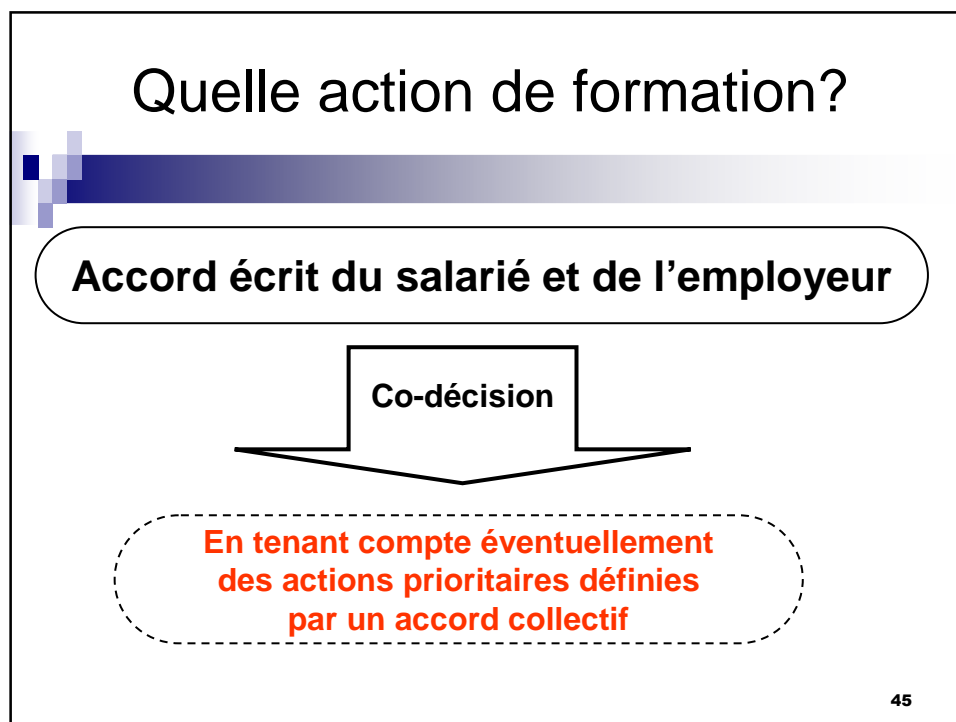 Quelle action de formation?
Accord écrit du salarié et de l’employeur
Co-décision
En tenant compte éventuellement
des actions prioritaires définies
par un accord collectif
45